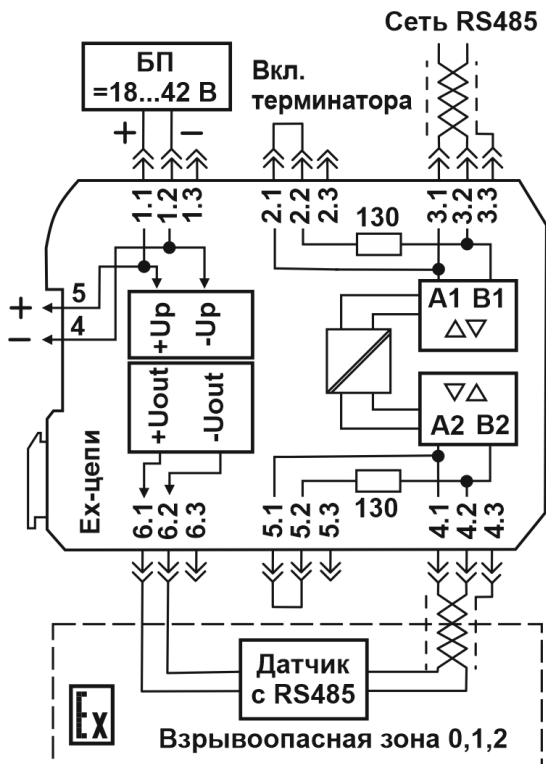 Сеть RS485
БП
=18...42 В
Вкл.
терминатора
+ −
1.1 1.2 1.3 2.1 2.2 2.3 3.1 3.2 3.3
130
+ 5
− 4
+Up -Up
A1 B1
+Uout -Uout
A2 B2
Ex-цепи
6.1 6.2 6.3 5.1 5.2 5.3 4.1 4.2 4.3
130
Датчик
с RS485
Ex
Взрывоопасная зона 0,1,2